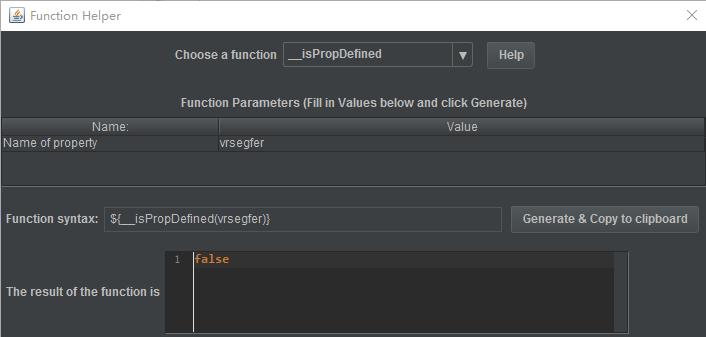 Function Helper
Choose a function __isPropDefined Help
Function Parameters (Fill in Values below and click Generate)
Name: Value
Name of property vrsegfer
Function syntax: ${__isPropDefined(vrsegfer)} Generate & Copy to clipboard
1 false
The result of the function is